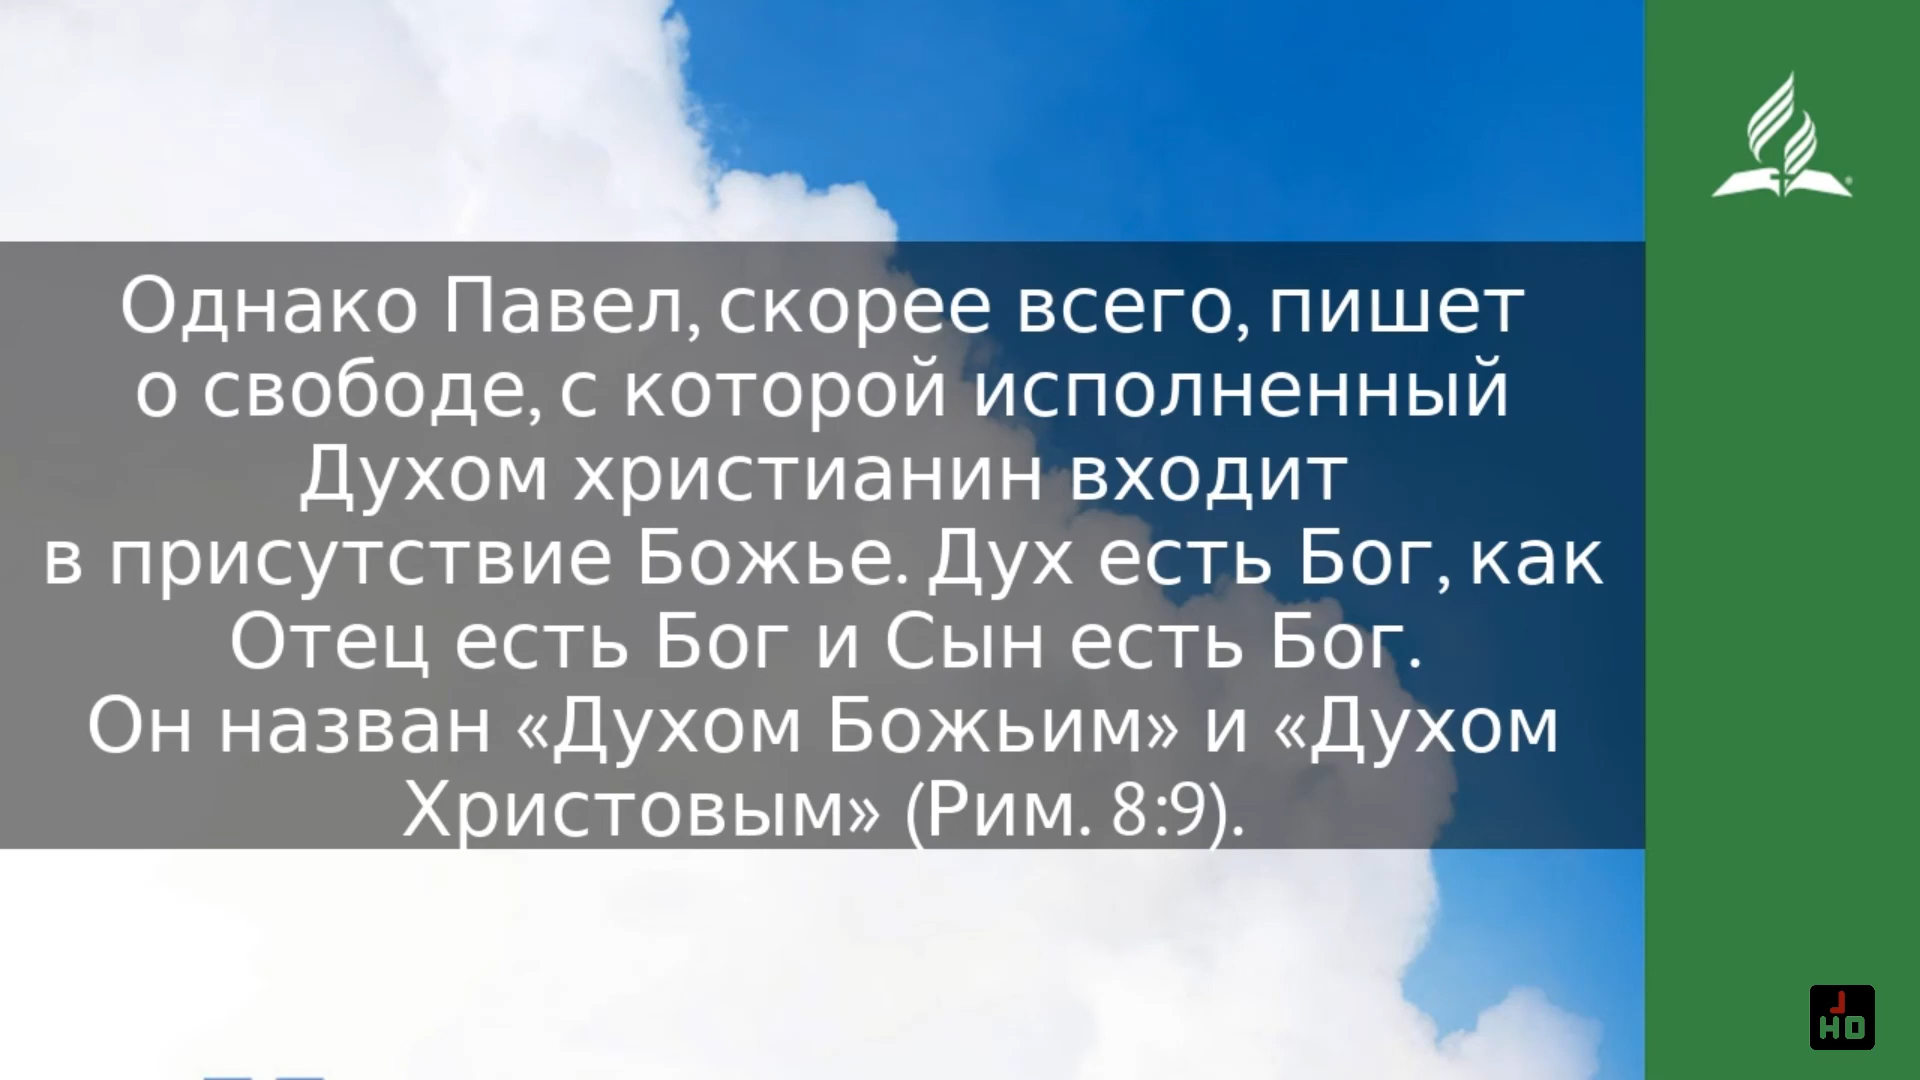 Однако Павел, скорее всего, пишет
о свободе, с которой исполненный
Духом христианин входит
в присутствие Божье. Дух есть Бог, как
Отец есть Бог и Сын есть Бог.
Он назван «Духом Божьим» и «Духом
Христовым» (Рим. 8:9).
J
НО